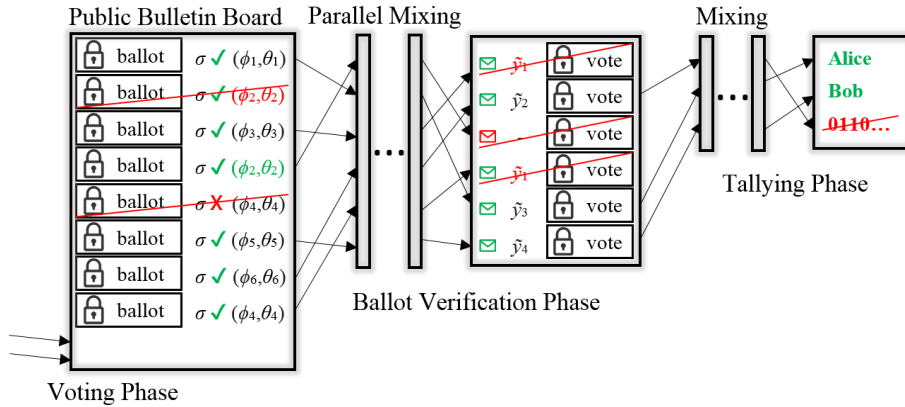 Public Bulletin Board
ballot σ ✓ (ϕ₁,θ₁)
ballot σ ✓ (ϕ₂,θ₂)
ballot σ ✓ (ϕ₃,θ₃)
ballot σ ✓ (ϕ₂,θ₂)
ballot σ X (ϕ₄,θ₄)
ballot σ ✓ (ϕ₅,θ₅)
ballot σ ✓ (ϕ₆,θ₆)
ballot σ ✓ (ϕ₄,θ₄)
Voting Phase
Parallel Mixing
...
ỹ₁ vote
ỹ₂ vote
- vote
ỹ₁ vote
ỹ₃ vote
ỹ₄ vote
Ballot Verification Phase
Mixing
...
Alice
Bob
0110...
Tallying Phase